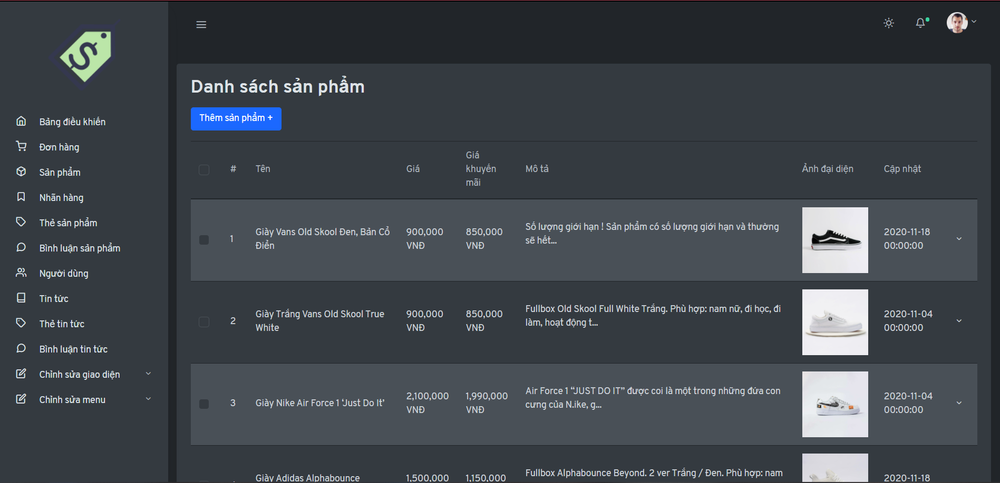 Bảng điều khiến
Đơn hàng
Sản phẩm
Nhãn hàng
Thẻ sản phẩm
Bình luận sản phẩm
Người dùng
Tin tức
Thẻ tin tức
Bình luận tin tức
Chỉnh sửa giao diện
Chỉnh sửa menu
Danh sách sản phẩm
Thêm sản phẩm +
# Tên Giá Giá khuyến mãi Mô tả Ảnh đại diện Cập nhật
1 Giày Vans Old Skool Đen, Bản Cổ Điển 900,000 VNĐ 850,000 VNĐ Số lượng giới hạn ! Sản phẩm có số lượng giới hạn và thường sẽ hết... 2020-11-18 00:00:00
2 Giày Trắng Vans Old Skool True White 900,000 VNĐ 850,000 VNĐ Fullbox Old Skool Full White Trắng. Phù hợp: nam nữ, đi học, đi làm, hoạt động t... 2020-11-04 00:00:00
3 Giày Nike Air Force 1 ‘Just Do It’ 2,100,000 VNĐ 1,990,000 VNĐ Air Force 1 “JUST DO IT” được coi là một trong những đứa con cưng của N.ike, g... 2020-11-04 00:00:00
Giày Adidas Alphabounce 1,500,000 1,150,000 Fullbox Alphabounce Beyond. 2 ver Trắng / Đen. Phù hợp: nam 2020-11-18